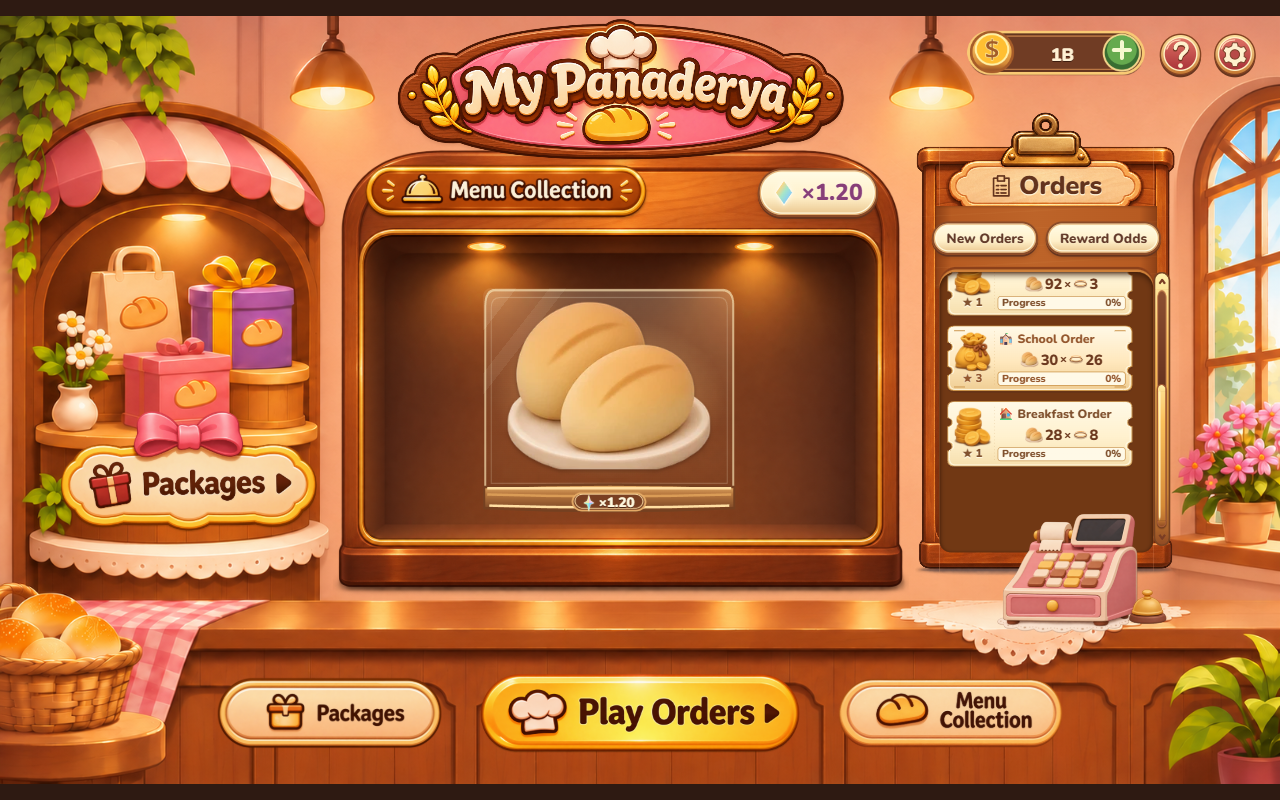 My Panaderya
$
1B
+
?
Menu Collection
×1.20
Orders
New Orders
Reward Odds
92 × 3
★ 1
Progress 0%
School Order
30 × 26
★ 3
Progress 0%
Breakfast Order
28 × 8
★ 1
Progress 0%
×1.20
Packages
Packages
Play Orders
Menu
Collection